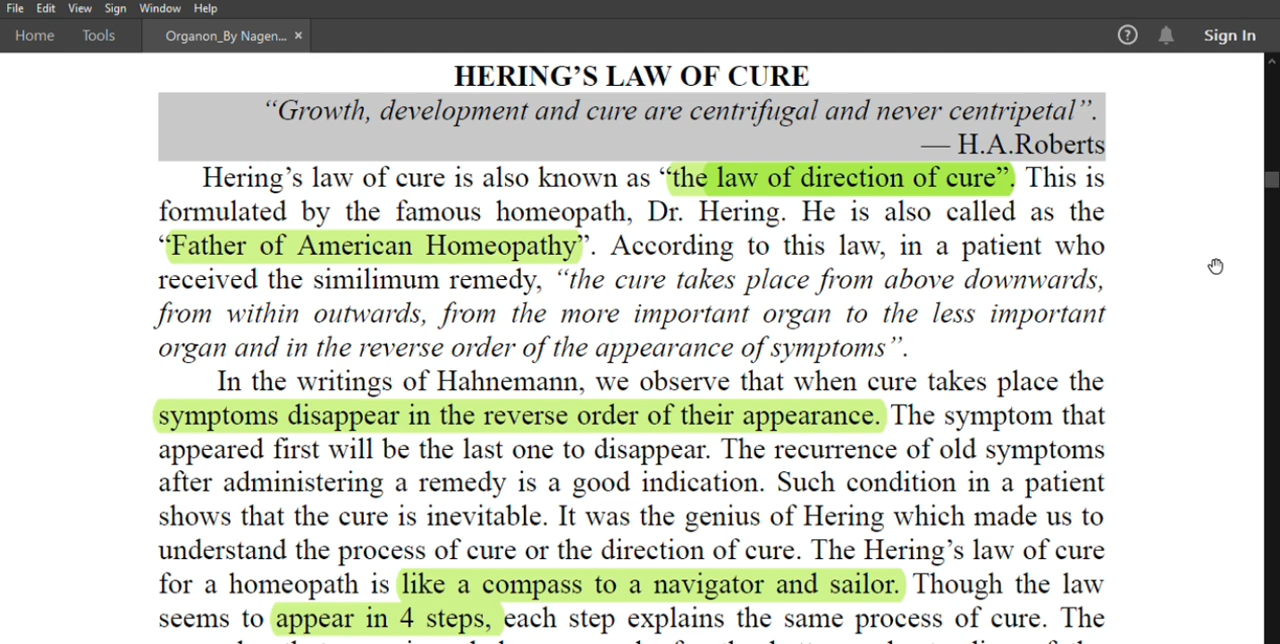 File Edit View Sign Window Help
Home Tools Organon_By Nagen... × ? Sign In
HERING'S LAW OF CURE
“Growth, development and cure are centrifugal and never centripetal”.
— H.A.Roberts
Hering’s law of cure is also known as “the law of direction of cure”. This is
formulated by the famous homeopath, Dr. Hering. He is also called as the
“Father of American Homeopathy”. According to this law, in a patient who
received the similimum remedy, “the cure takes place from above downwards,
from within outwards, from the more important organ to the less important
organ and in the reverse order of the appearance of symptoms”.
In the writings of Hahnemann, we observe that when cure takes place the
symptoms disappear in the reverse order of their appearance. The symptom that
appeared first will be the last one to disappear. The recurrence of old symptoms
after administering a remedy is a good indication. Such condition in a patient
shows that the cure is inevitable. It was the genius of Hering which made us to
understand the process of cure or the direction of cure. The Hering’s law of cure
for a homeopath is like a compass to a navigator and sailor. Though the law
seems to appear in 4 steps, each step explains the same process of cure. The